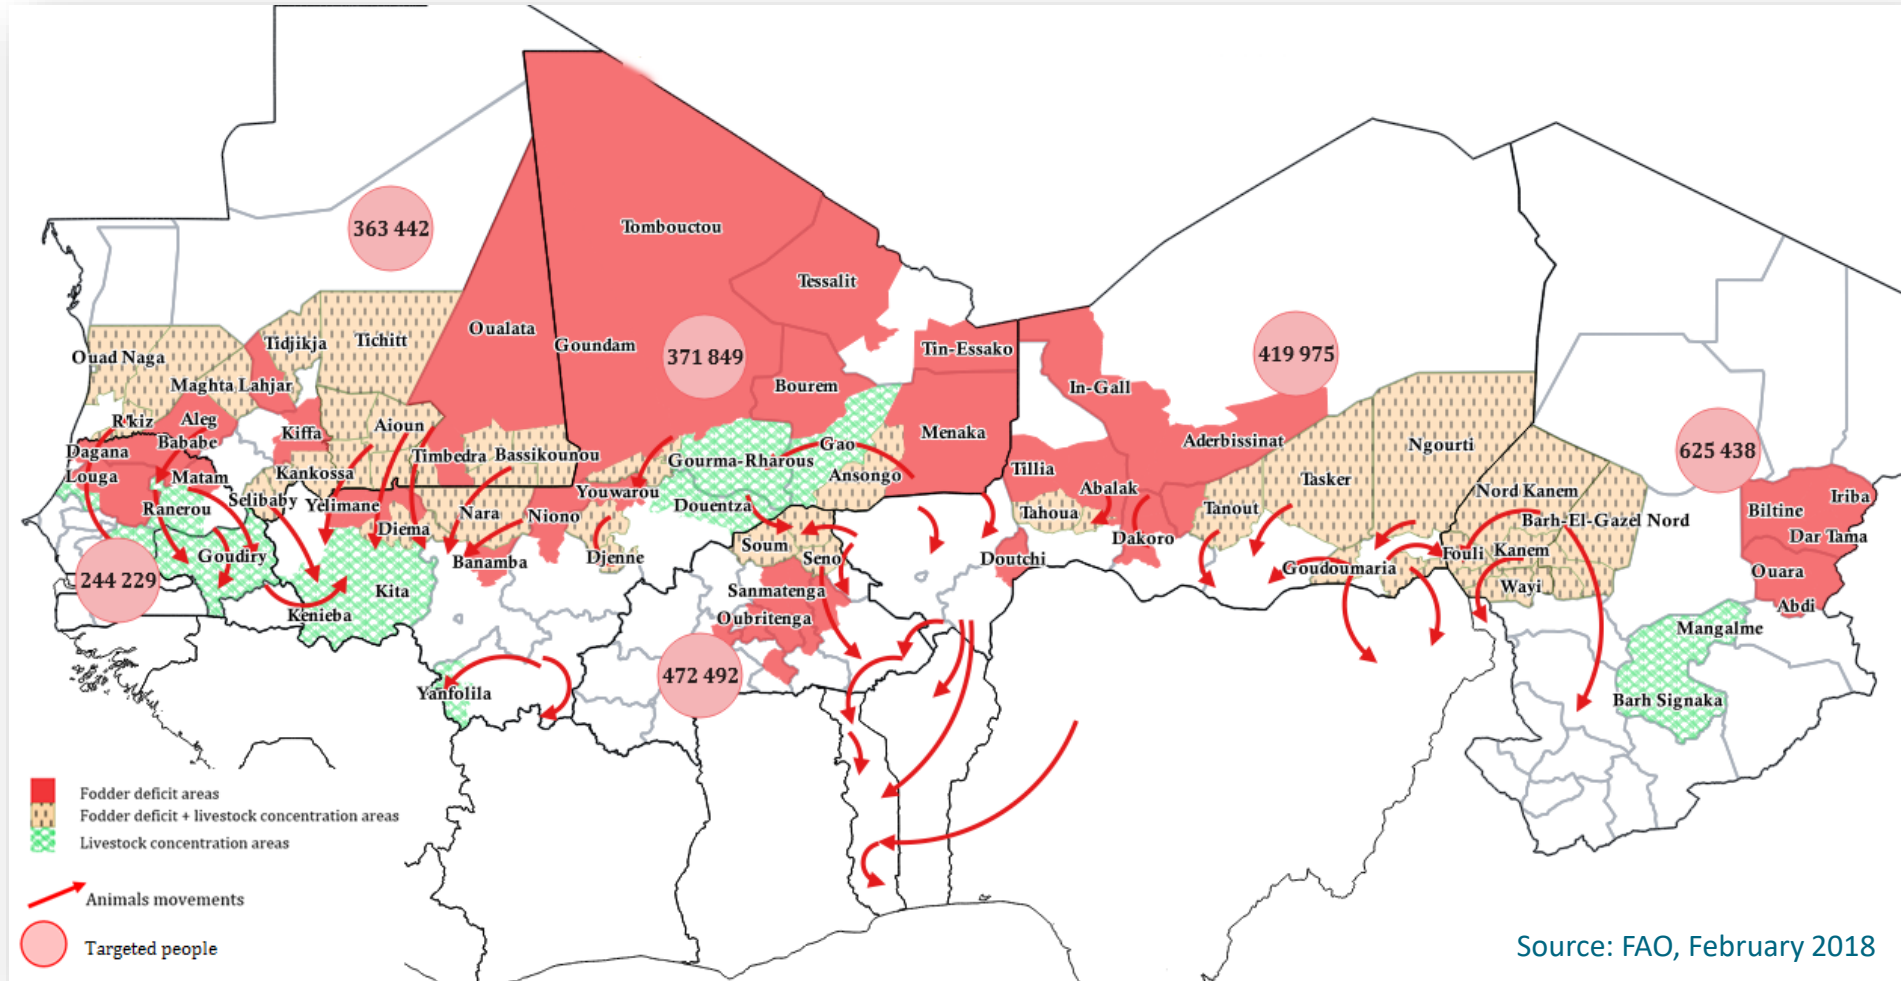 363 442
Tombouctou
Tessalit
Oualata
Goundam
371 849
Tin-Essako
419 975
Tidjikja
Tichitt
Ouad Naga
Maghta Lahjar
Bourem
In-Gall
R'kiz
Aleg
Kiffa
Aioun
Gao
Menaka
Aderbissinat
Ngourti
625 438
Dagana
Bababe
Timbedra
Bassikounou
Gourma-Rharous
Ansongo
Tillia
Tasker
Louga
Matam
Kankossa
Youwarou
Abalak
Nord Kanem
Iriba
Ranerou
Selibaby
Yelimane
Nara
Niono
Douentza
Tahoua
Tanout
Barh-El-Gazel Nord
Biltine
Diema
Dar Tama
Goudiry
Banamba
Djenne
Soum
Seno
Doutchi
Dakoro
Goudoumaria
Fouli
Kanem
Ouara
244 229
Kita
Sanmatenga
Wayi
Abdi
Kenieba
Oubritenga
Mangalme
472 492
Yanfolila
Barh Signaka
Fodder deficit areas
Fodder deficit + livestock concentration areas
Livestock concentration areas
Animals movements
Targeted people
Source: FAO, February 2018